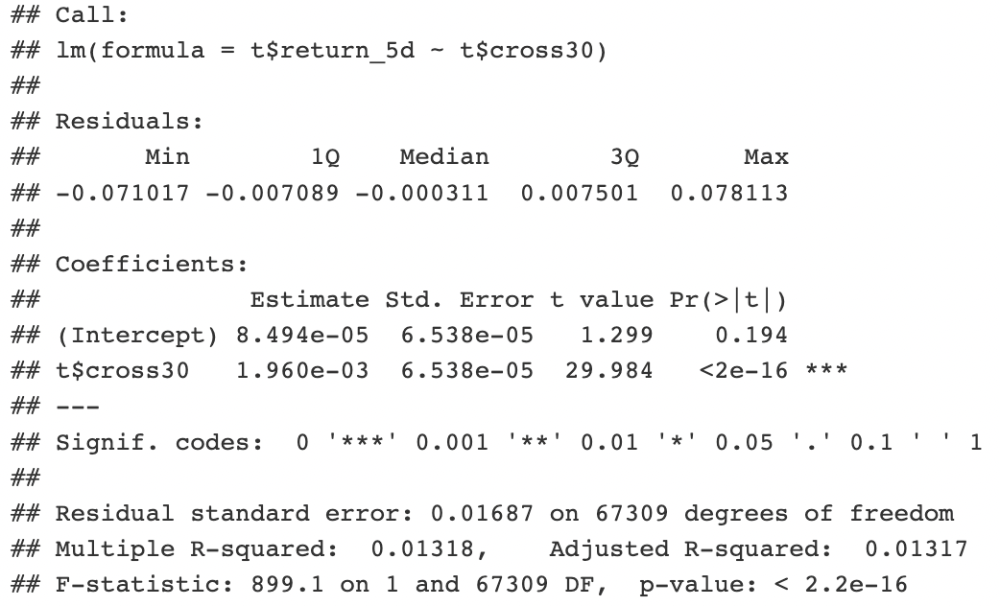 ## Call:
## lm(formula = t$return_5d ~ t$cross30)
##
## Residuals:
##       Min        1Q    Median        3Q       Max
## -0.071017 -0.007089 -0.000311  0.007501  0.078113
##
## Coefficients:
##              Estimate Std. Error t value Pr(>|t|)
## (Intercept) 8.494e-05  6.538e-05   1.299    0.194
## t$cross30   1.960e-03  6.538e-05  29.984   <2e-16 ***
## ---
## Signif. codes:  0 '***' 0.001 '**' 0.01 '*' 0.05 '.' 0.1 ' ' 1
##
## Residual standard error: 0.01687 on 67309 degrees of freedom
## Multiple R-squared:  0.01318,    Adjusted R-squared:  0.01317
## F-statistic: 899.1 on 1 and 67309 DF,  p-value: < 2.2e-16